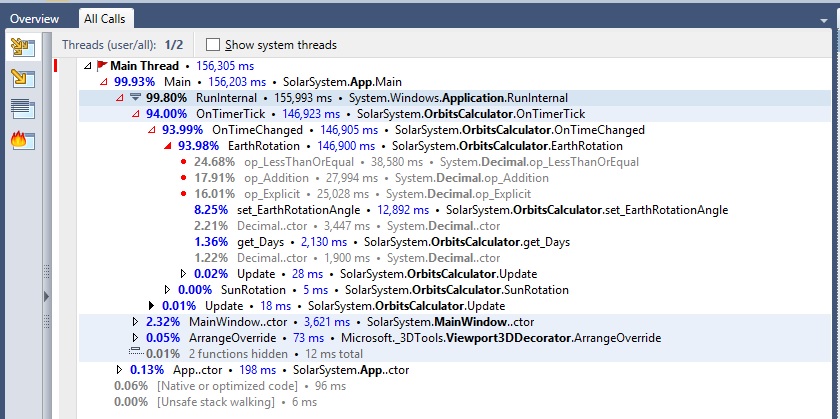 Overview All Calls
Threads (user/all): 1/2 Show system threads
Main Thread • 156,305 ms
99.93% Main • 156,203 ms • SolarSystem.App.Main
99.80% RunInternal • 155,993 ms • System.Windows.Application.RunInternal
94.00% OnTimerTick • 146,923 ms • SolarSystem.OrbitsCalculator.OnTimerTick
93.99% OnTimeChanged • 146,905 ms • SolarSystem.OrbitsCalculator.OnTimeChanged
93.98% EarthRotation • 146,900 ms • SolarSystem.OrbitsCalculator.EarthRotation
24.68% op_LessThanOrEqual • 38,580 ms • System.Decimal.op_LessThanOrEqual
17.91% op_Addition • 27,994 ms • System.Decimal.op_Addition
16.01% op_Explicit • 25,028 ms • System.Decimal.op_Explicit
8.25% set_EarthRotationAngle • 12,892 ms • SolarSystem.OrbitsCalculator.set_EarthRotationAngle
2.21% Decimal..ctor • 3,447 ms • System.Decimal..ctor
1.36% get_Days • 2,130 ms • SolarSystem.OrbitsCalculator.get_Days
1.22% Decimal..ctor • 1,900 ms • System.Decimal..ctor
0.02% Update • 28 ms • SolarSystem.OrbitsCalculator.Update
0.00% SunRotation • 5 ms • SolarSystem.OrbitsCalculator.SunRotation
0.01% Update • 18 ms • SolarSystem.OrbitsCalculator.Update
2.32% MainWindow..ctor • 3,621 ms • SolarSystem.MainWindow..ctor
0.05% ArrangeOverride • 73 ms • Microsoft._3DTools.Viewport3DDecorator.ArrangeOverride
0.01% 2 functions hidden • 12 ms total
0.13% App..ctor • 198 ms • SolarSystem.App..ctor
0.06% [Native or optimized code] • 96 ms
0.00% [Unsafe stack walking] • 6 ms